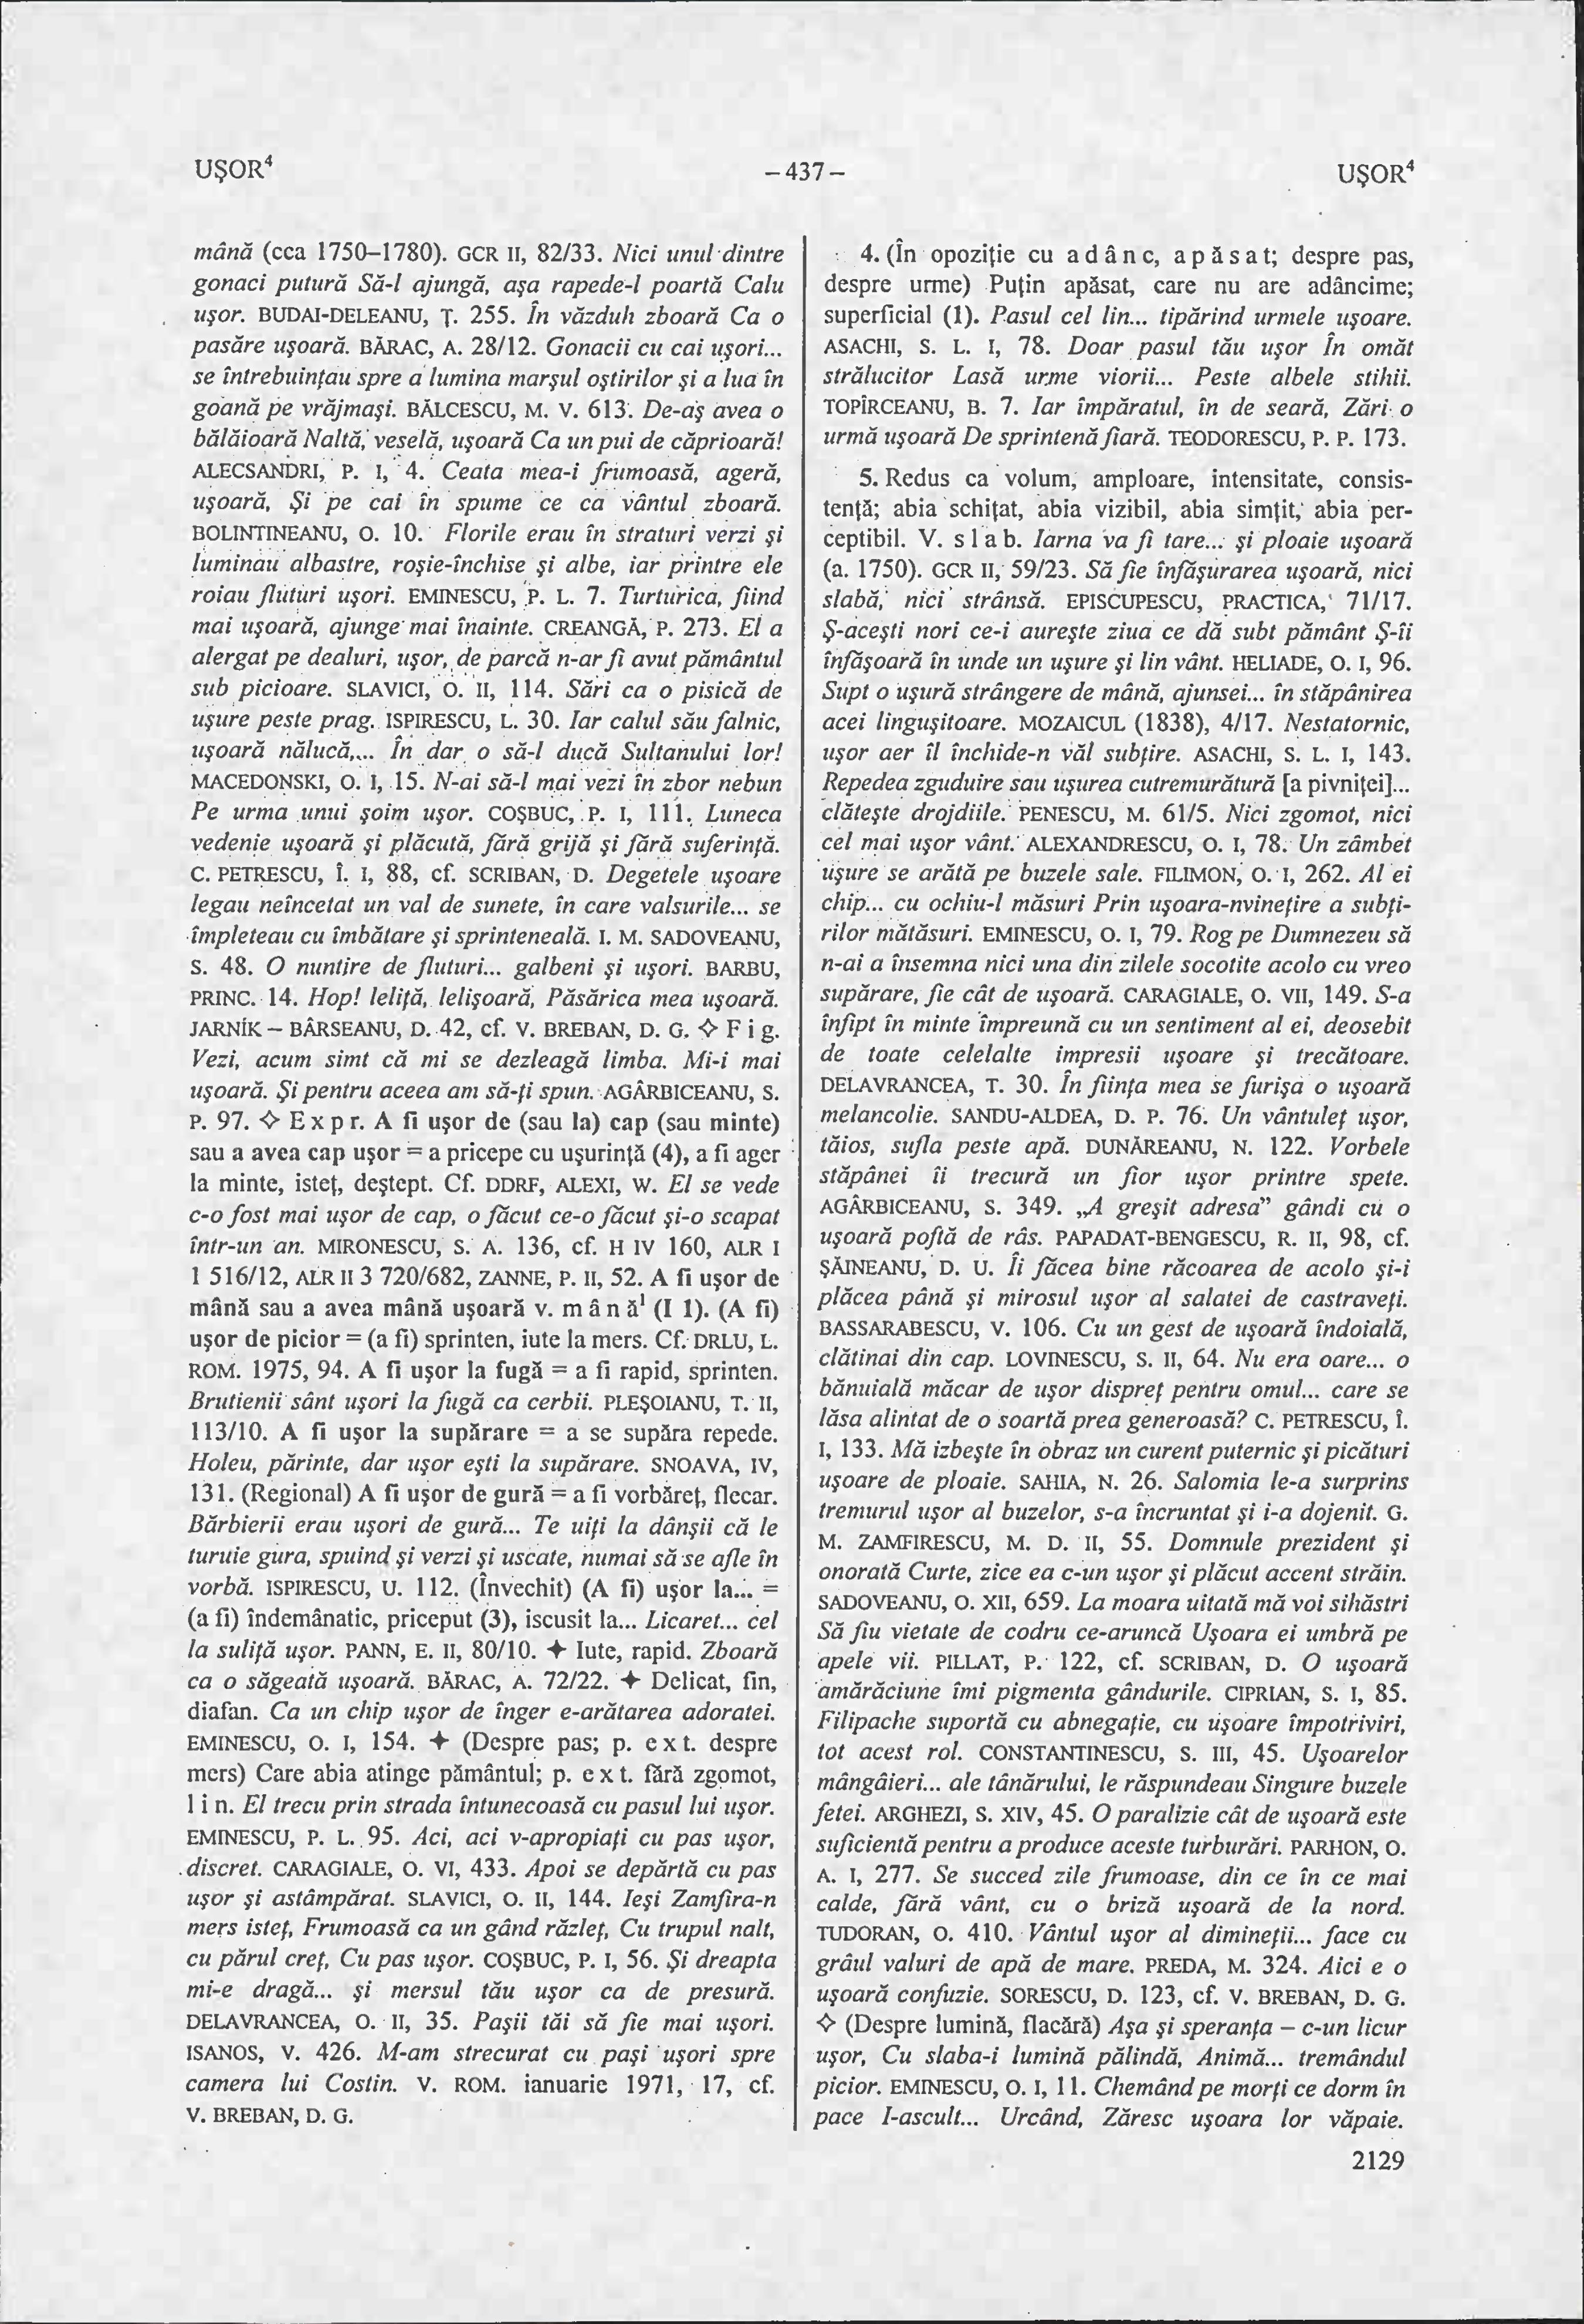 UŞOR⁴
– 437 –
UŞOR⁴
mână (cca 1750–1780). GCR II, 82/33. Nici unul dintre
gonaci putură Să-l ajungă, aşa rapede-l poartă Calu
uşor. BUDAI-DELEANU, Ţ. 255. În văzduh zboară Ca o
pasăre uşoară. BĂRAC, A. 28/12. Gonacii cu cai uşori...
se întrebuinţau spre a lumina marşul oştirilor şi a lua în
goană pe vrăjmaşi. BĂLCESCU, M. V. 613. De-aş avea o
bălăioară Naltă, veselă, uşoară Ca un pui de căprioară!
ALECSANDRI, P. I, 4. Ceata mea-i frumoasă, ageră,
uşoară, Şi pe cai în spume ce ca vântul zboară.
BOLINTINEANU, O. 10. Florile erau în straturi verzi şi
luminau albastre, roşie-închise şi albe, iar printre ele
roiau fluturi uşori. EMINESCU, P. L. 7. Turturica, fiind
mai uşoară, ajunge mai înainte. CREANGĂ, P. 273. El a
alergat pe dealuri, uşor, de parcă n-ar fi avut pământul
sub picioare. SLAVICI, O. II, 114. Sări ca o pisică de
uşure peste prag. ISPIRESCU, L. 30. Iar calul său falnic,
uşoară nălucă,... În dar o să-l ducă Sultanului lor!
MACEDONSKI, O. I, 15. N-ai să-l mai vezi în zbor nebun
Pe urma unui şoim uşor. COŞBUC, P. I, 111. Luneca
vedenie uşoară şi plăcută, fără grijă şi fără suferinţă.
C. PETRESCU, Î. I, 88, cf. SCRIBAN, D. Degetele uşoare
legau neîncetat un val de sunete, în care valsurile... se
împleteau cu îmbătare şi sprinteneală. I. M. SADOVEANU,
S. 48. O nuntire de fluturi... galbeni şi uşori. BARBU,
PRINC. 14. Hop! leliţă, lelişoară, Păsărica mea uşoară.
JARNÍK – BÂRSEANU, D. 42, cf. V. BREBAN, D. G. ◇ F i g.
Vezi, acum simt că mi se dezleagă limba. Mi-i mai
uşoară. Şi pentru aceea am să-ţi spun. AGÂRBICEANU, S.
P. 97. ◇ E x p r. A fi uşor de (sau la) cap (sau minte)
sau a avea cap uşor = a pricepe cu uşurinţă (4), a fi ager
la minte, isteţ, deştept. Cf. DDRF, ALEXI, W. El se vede
c-o fost mai uşor de cap, o făcut ce-o făcut şi-o scapat
într-un an. MIRONESCU, S. A. 136, cf. H IV 160, ALR I
1 516/12, ALR II 3 720/682, ZANNE, P. II, 52. A fi uşor de
mână sau a avea mână uşoară v. m â n ă¹ (I 1). (A fi)
uşor de picior = (a fi) sprinten, iute la mers. Cf. DRLU, L.
ROM. 1975, 94. A fi uşor la fugă = a fi rapid, sprinten.
Brutienii sânt uşori la fugă ca cerbii. PLEŞOIANU, T. II,
113/10. A fi uşor la supărare = a se supăra repede.
Holeu, părinte, dar uşor eşti la supărare. SNOAVA, IV,
131. (Regional) A fi uşor de gură = a fi vorbăreţ, flecar.
Bărbierii erau uşori de gură... Te uiţi la dânşii că le
turuie gura, spuind şi verzi şi uscate, numai să se afle în
vorbă. ISPIRESCU, U. 112. (Învechit) (A fi) uşor la... =
(a fi) îndemânatic, priceput (3), iscusit la... Licaret... cel
la suliţă uşor. PANN, E. II, 80/10. ✦ Iute, rapid. Zboară
ca o săgeată uşoară. BĂRAC, A. 72/22. ✦ Delicat, fin,
diafan. Ca un chip uşor de înger e-arătarea adoratei.
EMINESCU, O. I, 154. ✦ (Despre pas; p. e x t. despre
mers) Care abia atinge pământul; p. e x t. fără zgomot,
l i n. El trecu prin strada întunecoasă cu pasul lui uşor.
EMINESCU, P. L. 95. Aci, aci v-apropiaţi cu pas uşor,
discret. CARAGIALE, O. VI, 433. Apoi se depărtă cu pas
uşor şi astâmpărat. SLAVICI, O. II, 144. Ieşi Zamfira-n
mers isteţ, Frumoasă ca un gând răzleţ, Cu trupul nalt,
cu părul creţ, Cu pas uşor. COŞBUC, P. I, 56. Şi dreapta
mi-e dragă... şi mersul tău uşor ca de presură.
DELAVRANCEA, O. II, 35. Paşii tăi să fie mai uşori.
ISANOS, V. 426. M-am strecurat cu paşi uşori spre
camera lui Costin. V. ROM. ianuarie 1971, 17, cf.
V. BREBAN, D. G.
4. (În opoziţie cu a d â n c, a p ă s a t; despre pas,
despre urme) Puţin apăsat, care nu are adâncime;
superficial (1). Pasul cel lin... tipărind urmele uşoare.
ASACHI, S. L. I, 78. Doar pasul tău uşor În omăt
strălucitor Lasă urme viorii... Peste albele stihii.
TOPÎRCEANU, B. 7. Iar împăratul, în de seară, Zări o
urmă uşoară De sprintenă fiară. TEODORESCU, P. P. 173.
5. Redus ca volum, amploare, intensitate, consis-
tenţă; abia schiţat, abia vizibil, abia simţit, abia per-
ceptibil. V. s l a b. Iarna va fi tare... şi ploaie uşoară
(a. 1750). GCR II, 59/23. Să fie înfăşurarea uşoară, nici
slabă, nici strânsă. EPISCUPESCU, PRACTICA, 71/17.
Ş-aceşti nori ce-i aureşte ziua ce dă subt pământ Ş-îi
înfăşoară în unde un uşure şi lin vânt. HELIADE, O. I, 96.
Supt o uşură strângere de mână, ajunsei... în stăpânirea
acei linguşitoare. MOZAICUL (1838), 4/17. Nestatornic,
uşor aer îl închide-n văl subţire. ASACHI, S. L. I, 143.
Repedea zguduire sau uşurea cutremurătură [a pivniţei]...
clăteşte drojdiile. PENESCU, M. 61/5. Nici zgomot, nici
cel mai uşor vânt. ALEXANDRESCU, O. I, 78. Un zâmbet
uşure se arătă pe buzele sale. FILIMON, O. I, 262. Al ei
chip... cu ochiu-l măsuri Prin uşoara-nvineţire a subţi-
rilor mătăsuri. EMINESCU, O. I, 79. Rog pe Dumnezeu să
n-ai a însemna nici una din zilele socotite acolo cu vreo
supărare, fie cât de uşoară. CARAGIALE, O. VII, 149. S-a
înfipt în minte împreună cu un sentiment al ei, deosebit
de toate celelalte impresii uşoare şi trecătoare.
DELAVRANCEA, T. 30. În fiinţa mea se furişa o uşoară
melancolie. SANDU-ALDEA, D. P. 76. Un vântuleţ uşor,
tăios, sufla peste apă. DUNĂREANU, N. 122. Vorbele
stăpânei îi trecură un fior uşor printre spete.
AGÂRBICEANU, S. 349. „A greşit adresa” gândi cu o
uşoară poftă de râs. PAPADAT-BENGESCU, R. II, 98, cf.
ŞĂINEANU, D. U. Îi făcea bine răcoarea de acolo şi-i
plăcea până şi mirosul uşor al salatei de castraveţi.
BASSARABESCU, V. 106. Cu un gest de uşoară îndoială,
clătinai din cap. LOVINESCU, S. II, 64. Nu era oare... o
bănuială măcar de uşor dispreţ pentru omul... care se
lăsa alintat de o soartă prea generoasă? C. PETRESCU, Î.
I, 133. Mă izbeşte în obraz un curent puternic şi picături
uşoare de ploaie. SAHIA, N. 26. Salomia le-a surprins
tremurul uşor al buzelor, s-a încruntat şi i-a dojenit. G.
M. ZAMFIRESCU, M. D. II, 55. Domnule prezident şi
onorată Curte, zice ea c-un uşor şi plăcut accent străin.
SADOVEANU, O. XII, 659. La moara uitată mă voi sihăstri
Să fiu vietate de codru ce-aruncă Uşoara ei umbră pe
apele vii. PILLAT, P. 122, cf. SCRIBAN, D. O uşoară
amărăciune îmi pigmenta gândurile. CIPRIAN, S. I, 85.
Filipache suportă cu abnegaţie, cu uşoare împotriviri,
tot acest rol. CONSTANTINESCU, S. III, 45. Uşoarelor
mângâieri... ale tânărului, le răspundeau Singure buzele
fetei. ARGHEZI, S. XIV, 45. O paralizie cât de uşoară este
suficientă pentru a produce aceste turburări. PARHON, O.
A. I, 277. Se succed zile frumoase, din ce în ce mai
calde, fără vânt, cu o briză uşoară de la nord.
TUDORAN, O. 410. Vântul uşor al dimineţii... face cu
grâul valuri de apă de mare. PREDA, M. 324. Aici e o
uşoară confuzie. SORESCU, D. 123, cf. V. BREBAN, D. G.
◇ (Despre lumină, flacără) Aşa şi speranţa – c-un licur
uşor, Cu slaba-i lumină pălindă, Animă... tremândul
picior. EMINESCU, O. I, 11. Chemând pe morţi ce dorm în
pace I-ascult... Urcând, Zăresc uşoara lor văpaie.
2129